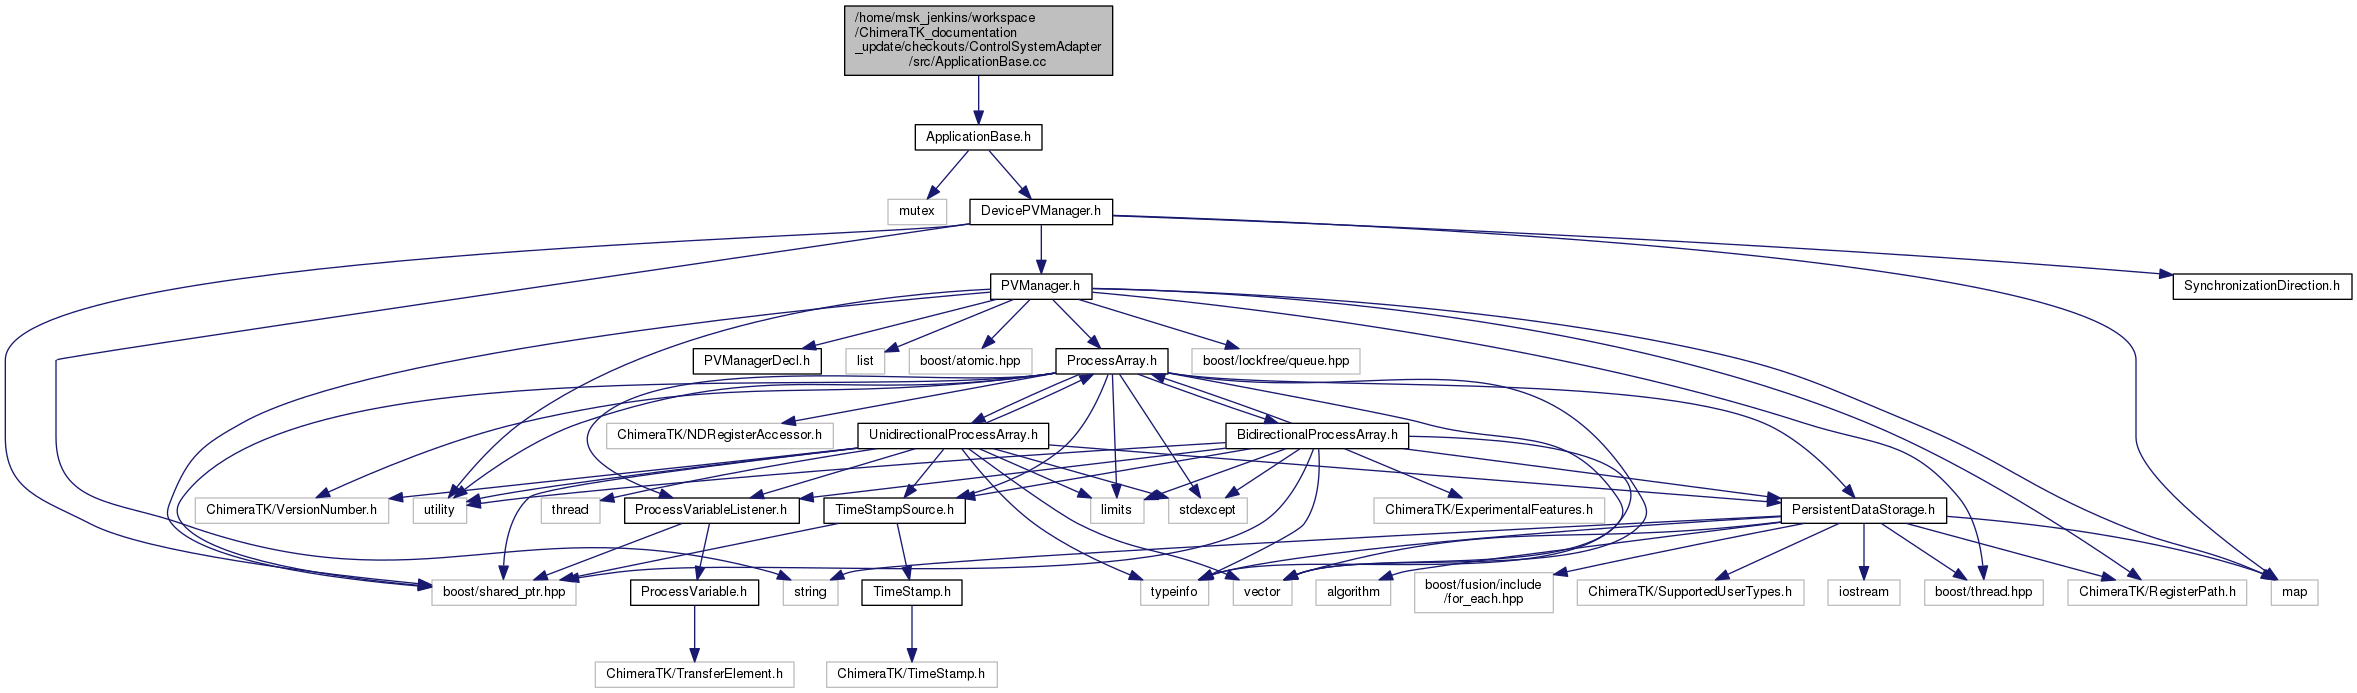 /home/msk_jenkins/workspace
/ChimeraTK_documentation
_update/checkouts/ControlSystemAdapter
/src/ApplicationBase.cc
ApplicationBase.h
mutex
DevicePVManager.h
PVManager.h
SynchronizationDirection.h
PVManagerDecl.h
list
boost/atomic.hpp
ProcessArray.h
boost/lockfree/queue.hpp
ChimeraTK/NDRegisterAccessor.h
UnidirectionalProcessArray.h
BidirectionalProcessArray.h
ChimeraTK/VersionNumber.h
utility
thread
ProcessVariableListener.h
TimeStampSource.h
limits
stdexcept
ChimeraTK/ExperimentalFeatures.h
PersistentDataStorage.h
boost/shared_ptr.hpp
ProcessVariable.h
string
TimeStamp.h
typeinfo
vector
algorithm
boost/fusion/include
/for_each.hpp
ChimeraTK/SupportedUserTypes.h
iostream
boost/thread.hpp
ChimeraTK/RegisterPath.h
map
ChimeraTK/TransferElement.h
ChimeraTK/TimeStamp.h